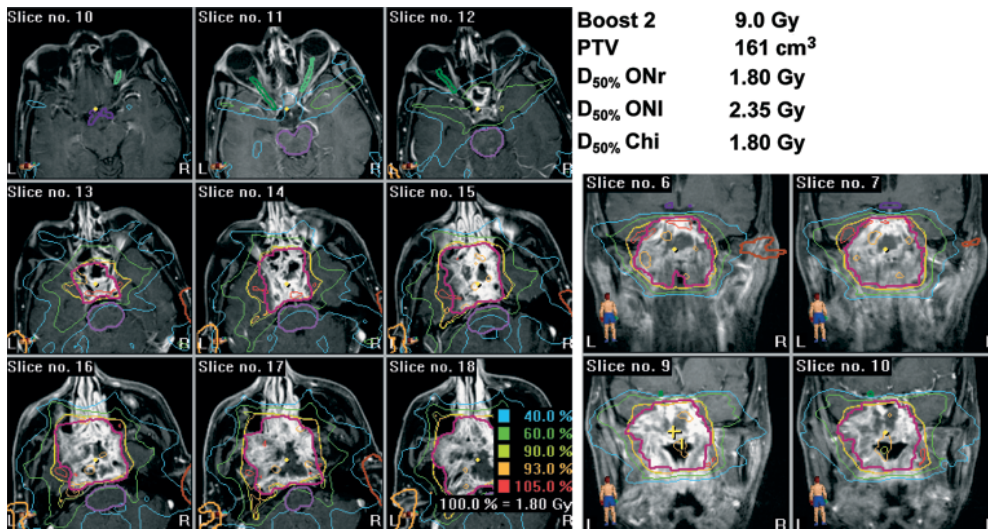 Slice no. 10
Slice no. 11
Slice no. 12
L
R
L
R
L
R
Boost 2 9.0 Gy
PTV 161 cm³
D50% ONr 1.80 Gy
D50% ONl 2.35 Gy
D50% Chi 1.80 Gy
Slice no. 13
Slice no. 14
Slice no. 15
L
R
L
R
L
R
Slice no. 6
Slice no. 7
L
R
L
R
Slice no. 16
Slice no. 17
Slice no. 18
40.0 %
60.0 %
90.0 %
93.0 %
105.0 %
100.0 % = 1.80 Gy
L
R
L
R
L
R
Slice no. 9
Slice no. 10
L
R
L
R